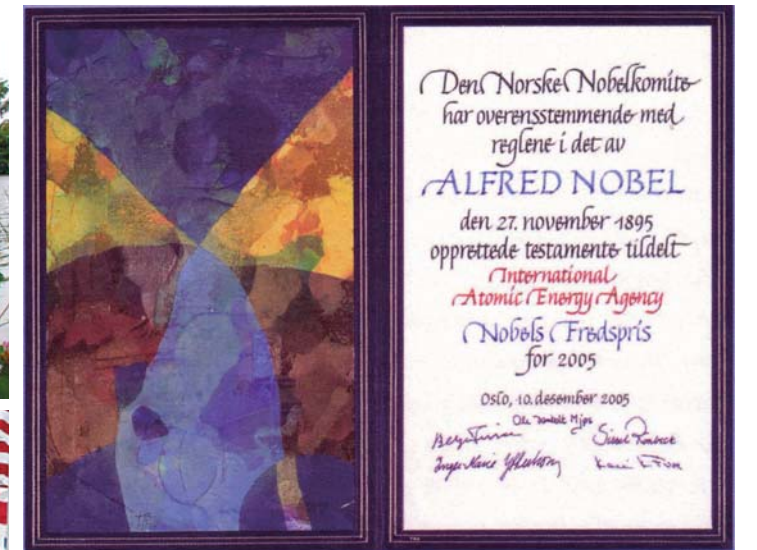 Den Norske Nobelkomite
har overensstemmende med
reglene i det av
ALFRED NOBEL
den 27. november 1895
opprettede testamente tildelt
International
Atomic Energy Agency
Nobels Fredspris
for 2005
Oslo, 10. desember 2005
Ole Danbolt Mjøs